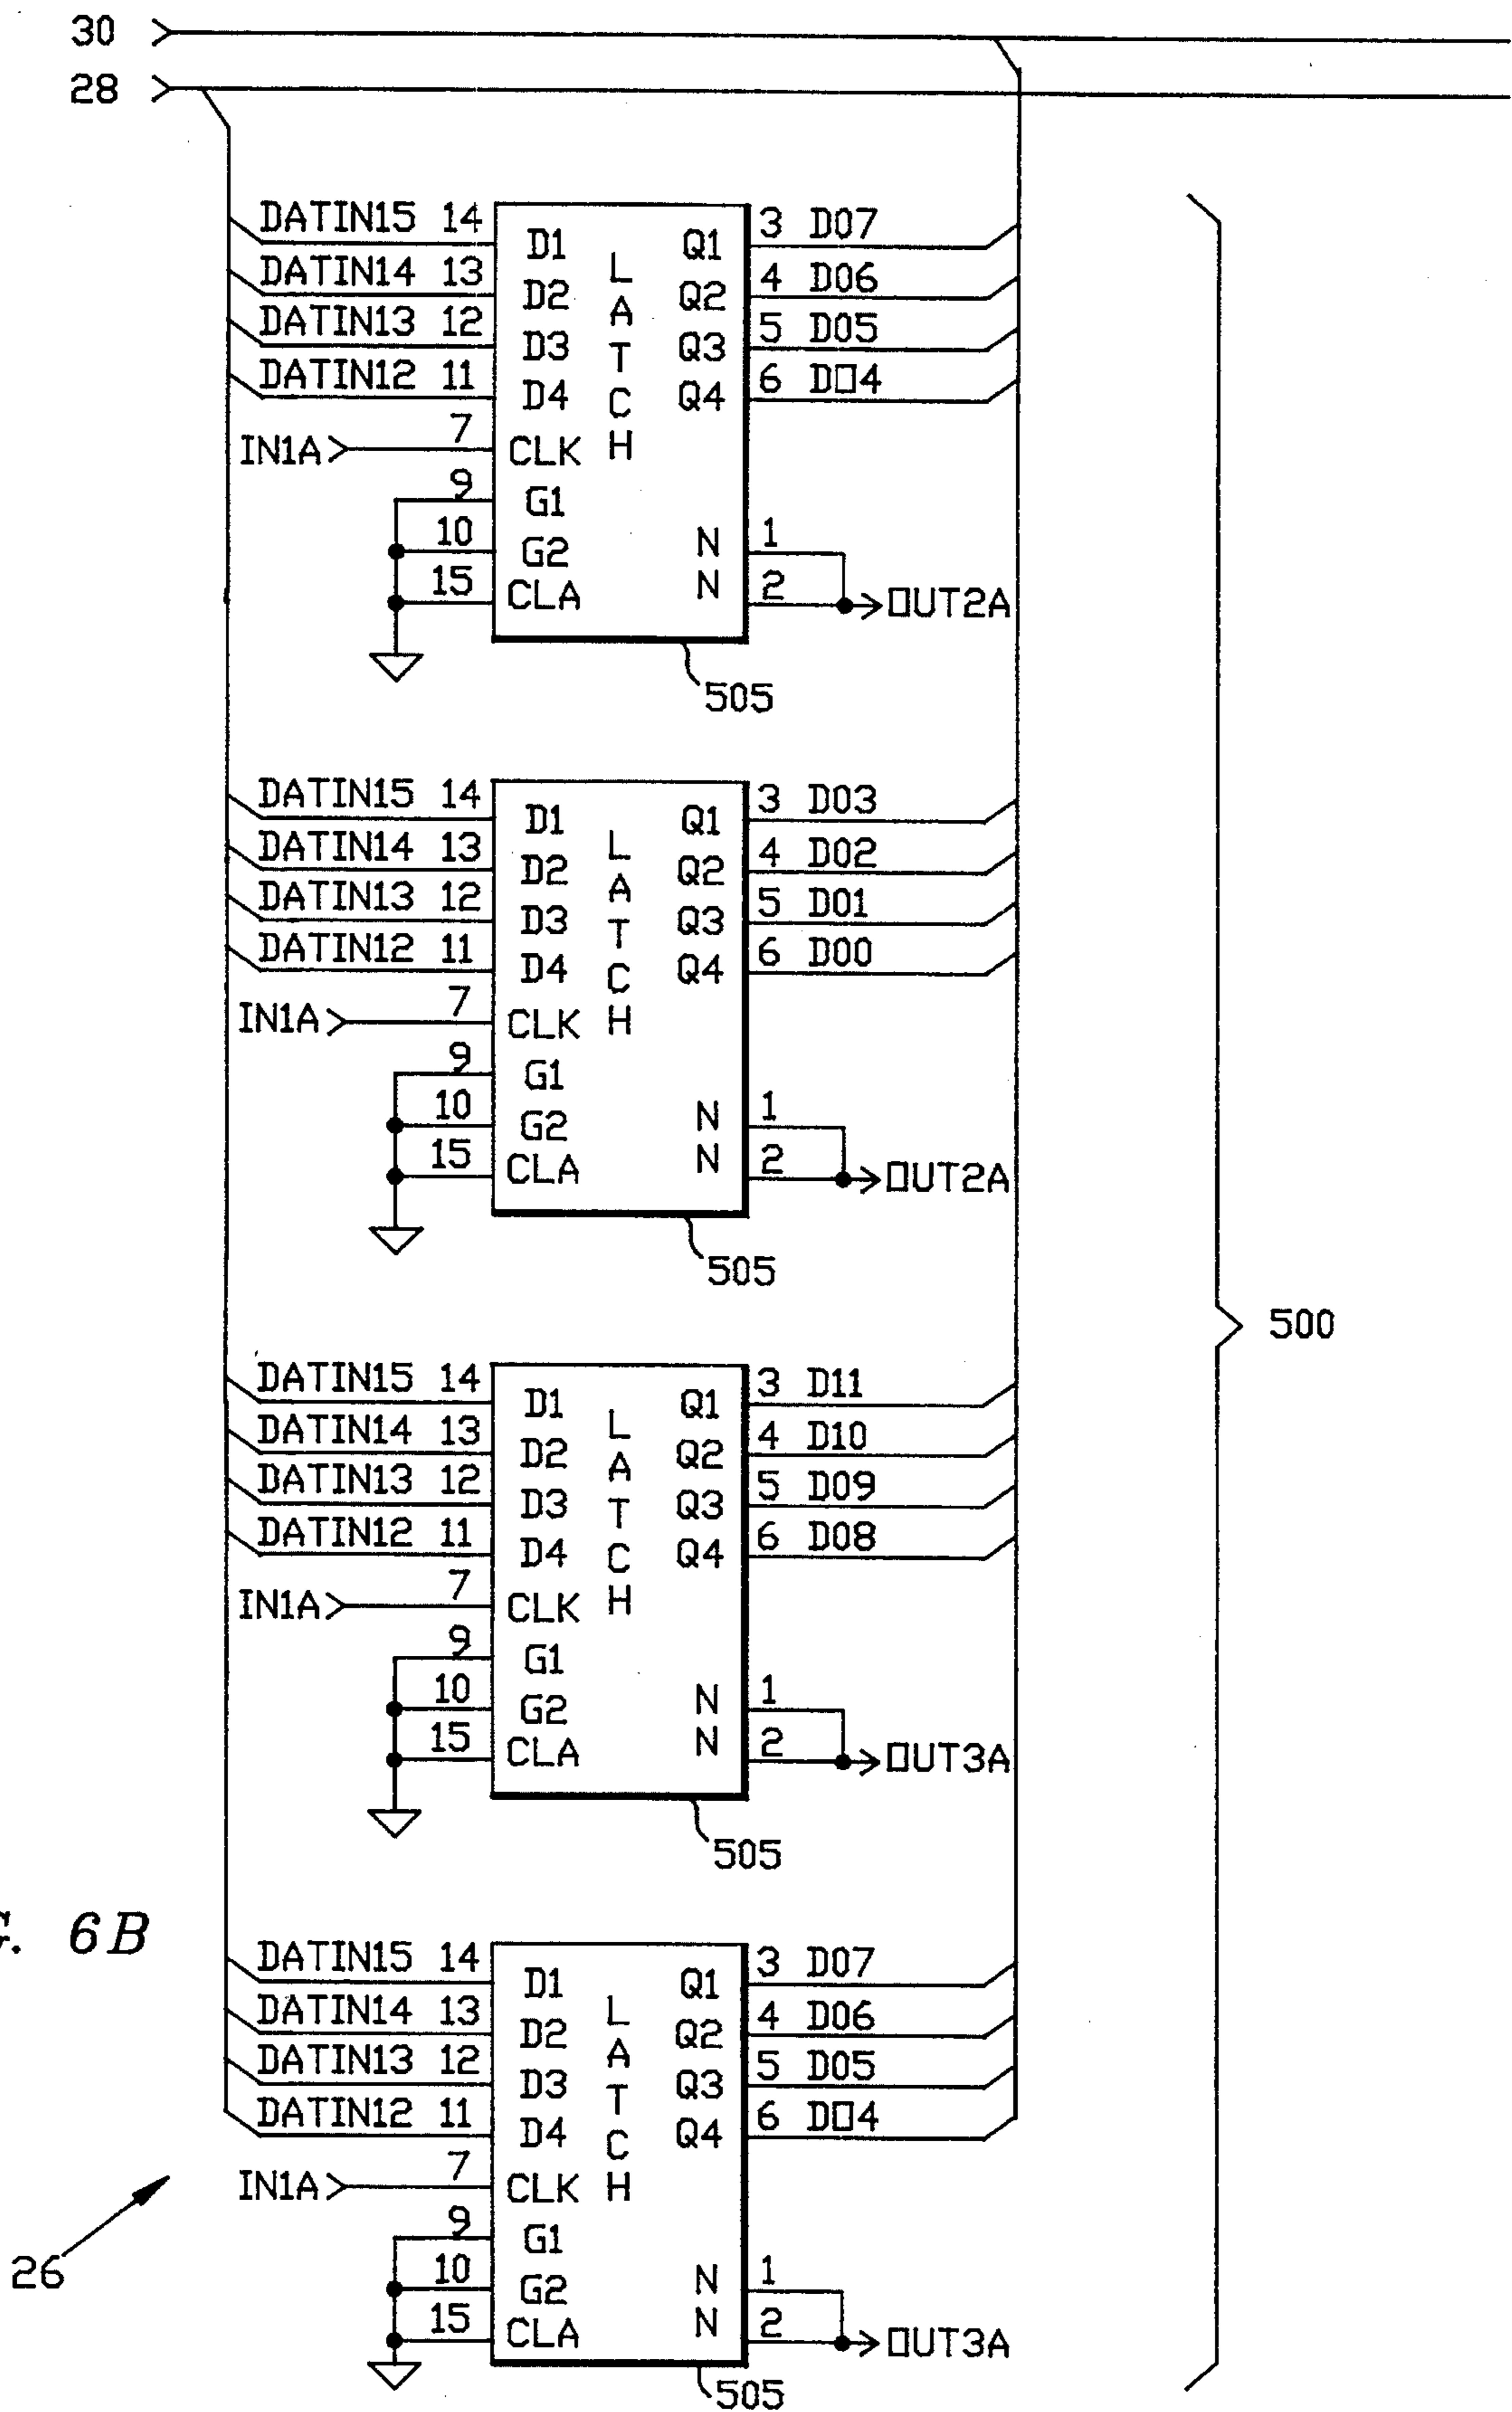 30
28
DATIN15 14 D1 Q1 3 D07
DATIN14 13 D2 Q2 4 D06
DATIN13 12 D3 Q3 5 D05
DATIN12 11 D4 Q4 6 D04
LATCH
IN1A 7 CLK
9 G1
10 G2 N 1
15 CLA N 2 OUT2A
505
DATIN15 14 D1 Q1 3 D03
DATIN14 13 D2 Q2 4 D02
DATIN13 12 D3 Q3 5 D01
DATIN12 11 D4 Q4 6 D00
LATCH
IN1A 7 CLK
9 G1
10 G2 N 1
15 CLA N 2 OUT2A
505
500
DATIN15 14 D1 Q1 3 D11
DATIN14 13 D2 Q2 4 D10
DATIN13 12 D3 Q3 5 D09
DATIN12 11 D4 Q4 6 D08
LATCH
IN1A 7 CLK
9 G1
10 G2 N 1
15 CLA N 2 OUT3A
505
G. 6B
DATIN15 14 D1 Q1 3 D07
DATIN14 13 D2 Q2 4 D06
DATIN13 12 D3 Q3 5 D05
DATIN12 11 D4 Q4 6 D04
LATCH
IN1A 7 CLK
9 G1
10 G2 N 1
15 CLA N 2 OUT3A
505
26